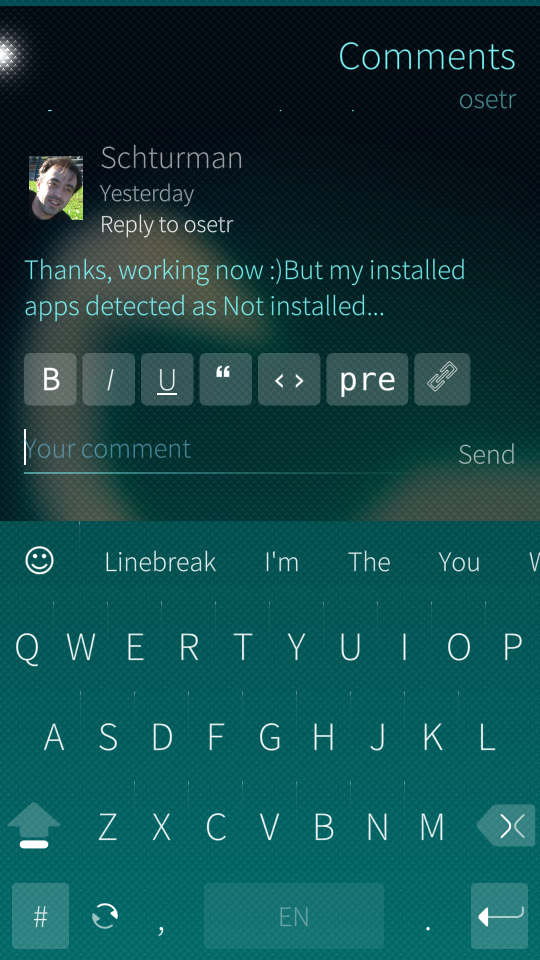 Comments
osetr
Schturman
Yesterday
Reply to osetr
Thanks, working now :)But my installed
apps detected as Not installed...
B I U “ < > pre
Your comment
Send
Linebreak I'm The You W
Q W E R T Y U I O P
A S D F G H J K L
Z X C V B N M
# , EN .